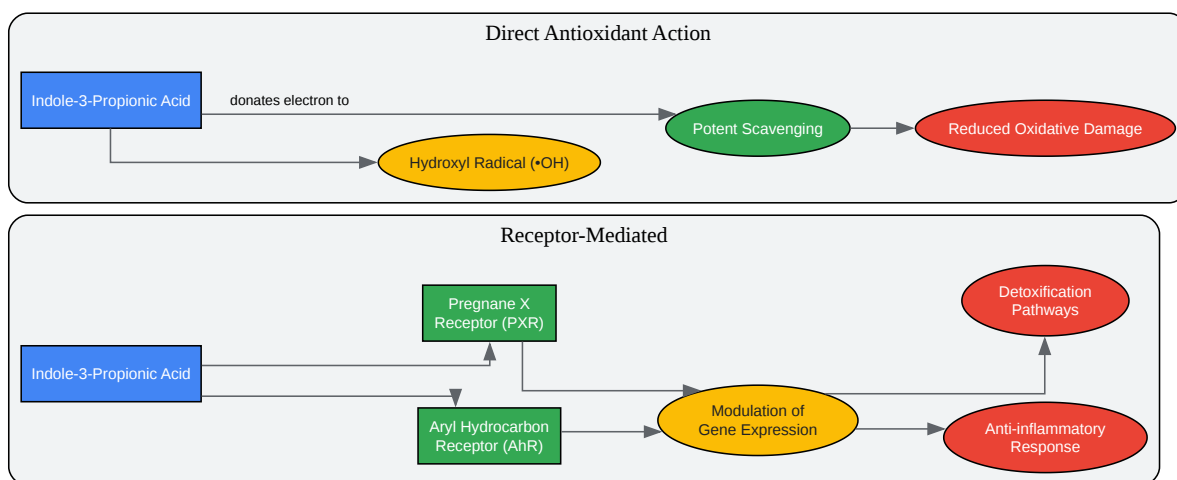 Direct Antioxidant Action
Indole-3-Propionic Acid
donates electron to
Potent Scavenging
Reduced Oxidative Damage
Hydroxyl Radical (•OH)
Receptor-Mediated
Indole-3-Propionic Acid
Pregnane X
Receptor (PXR)
Aryl Hydrocarbon
Receptor (AhR)
Modulation of
Gene Expression
Detoxification
Pathways
Anti-inflammatory
Response